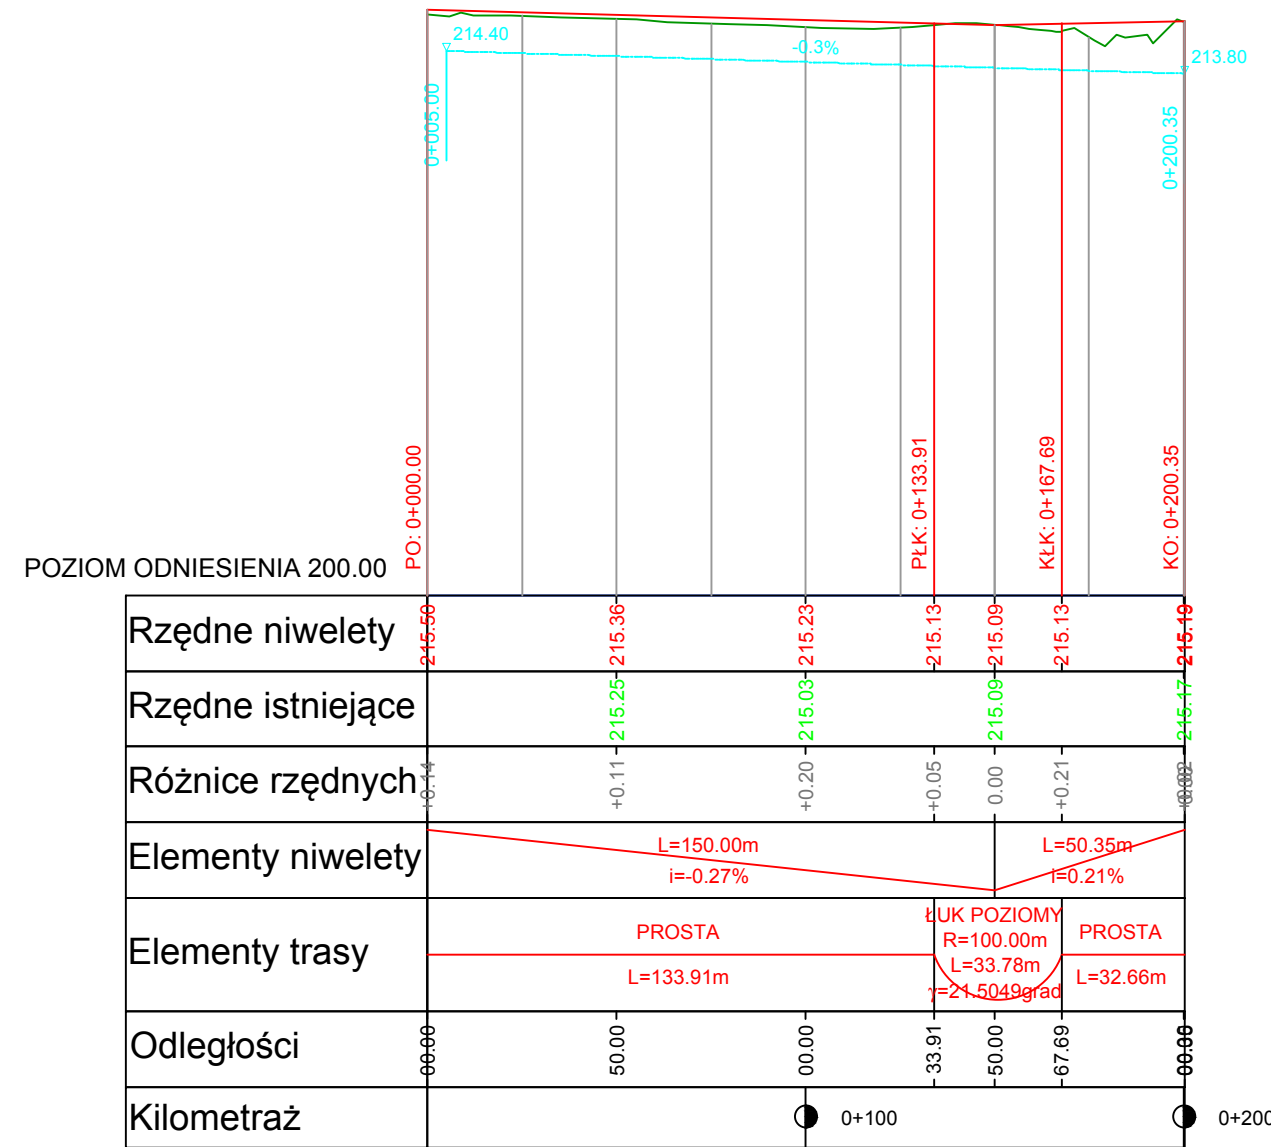 214.40
-0.3%
213.80
0+005.00
0+200.35
PO: 0+000.00
PŁK: 0+133.91
KŁK: 0+167.69
KO: 0+200.35
POZIOM ODNIESIENIA 200.00
Rzędne niwelety
215.50 215.36 215.23 215.13 215.09 215.13 215.19
Rzędne istniejące
215.25 215.03 215.09 215.17
Różnice rzędnych
+0.14 +0.11 +0.20 +0.05 0.00 +0.21
Elementy niwelety
L=150.00m
i=-0.27%
L=50.35m
i=0.21%
Elementy trasy
PROSTA
L=133.91m
ŁUK POZIOMY
R=100.00m
L=33.78m
γ=21.5049grad
PROSTA
L=32.66m
Odległości
00.00 50.00 00.00 33.91 50.00 67.69
Kilometraż
0+100
0+200